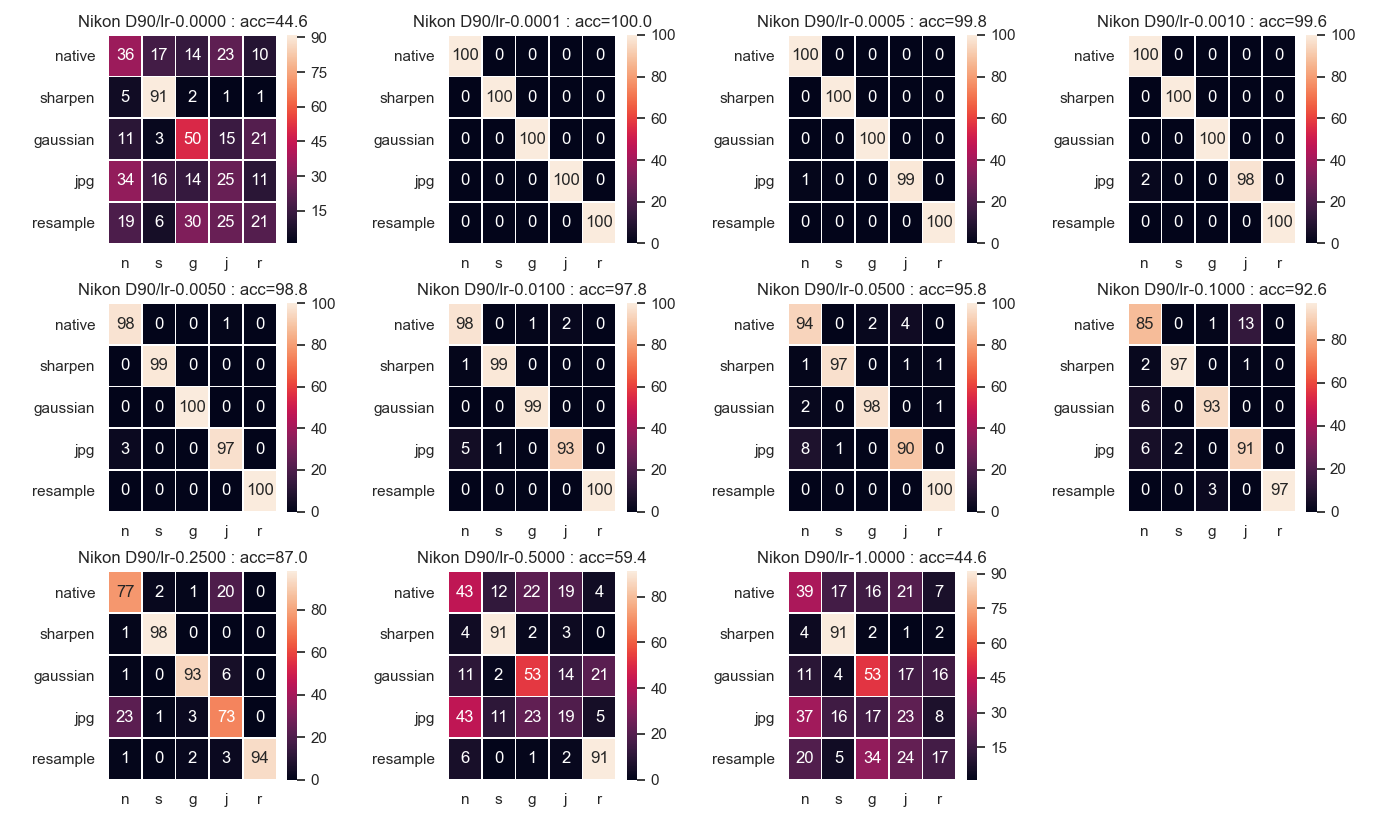 Nikon D90/lr-0.0000 : acc=44.6
native 36 17 14 23 10 90
sharpen 5 91 2 1 1 75
gaussian 11 3 50 15 21 60
jpg 34 16 14 25 11 45
resample 19 6 30 25 21 30
15
n s g j r
Nikon D90/lr-0.0001 : acc=100.0
native 100 0 0 0 0 100
sharpen 0 100 0 0 0 80
gaussian 0 0 100 0 0 60
jpg 0 0 0 100 0 40
resample 0 0 0 0 100 20
0
n s g j r
Nikon D90/lr-0.0005 : acc=99.8
native 100 0 0 0 0 100
sharpen 0 100 0 0 0 80
gaussian 0 0 100 0 0 60
jpg 1 0 0 99 0 40
resample 0 0 0 0 100 20
0
n s g j r
Nikon D90/lr-0.0010 : acc=99.6
native 100 0 0 0 0 100
sharpen 0 100 0 0 0 80
gaussian 0 0 100 0 0 60
jpg 2 0 0 98 0 40
resample 0 0 0 0 100 20
0
n s g j r
Nikon D90/lr-0.0050 : acc=98.8
native 98 0 0 1 0 100
sharpen 0 99 0 0 0 80
gaussian 0 0 100 0 0 60
jpg 3 0 0 97 0 40
resample 0 0 0 0 100 20
0
n s g j r
Nikon D90/lr-0.0100 : acc=97.8
native 98 0 1 2 0 100
sharpen 1 99 0 0 0 80
gaussian 0 0 99 0 0 60
jpg 5 1 0 93 0 40
resample 0 0 0 0 100 20
0
n s g j r
Nikon D90/lr-0.0500 : acc=95.8
native 94 0 2 4 0 100
sharpen 1 97 0 1 1 80
gaussian 2 0 98 0 1 60
jpg 8 1 0 90 0 40
resample 0 0 0 0 100 20
0
n s g j r
Nikon D90/lr-0.1000 : acc=92.6
native 85 0 1 13 0 80
sharpen 2 97 0 1 0 60
gaussian 6 0 93 0 0 40
jpg 6 2 0 91 0 20
resample 0 0 3 0 97 0
n s g j r
Nikon D90/lr-0.2500 : acc=87.0
native 77 2 1 20 0 80
sharpen 1 98 0 0 0 60
gaussian 1 0 93 6 0 40
jpg 23 1 3 73 0 20
resample 1 0 2 3 94 0
n s g j r
Nikon D90/lr-0.5000 : acc=59.4
native 43 12 22 19 4 80
sharpen 4 91 2 3 0 60
gaussian 11 2 53 14 21 40
jpg 43 11 23 19 5 20
resample 6 0 1 2 91 0
n s g j r
Nikon D90/lr-1.0000 : acc=44.6
native 39 17 16 21 7 90
sharpen 4 91 2 1 2 75
gaussian 11 4 53 17 16 60
jpg 37 16 17 23 8 45
resample 20 5 34 24 17 30
15
n s g j r